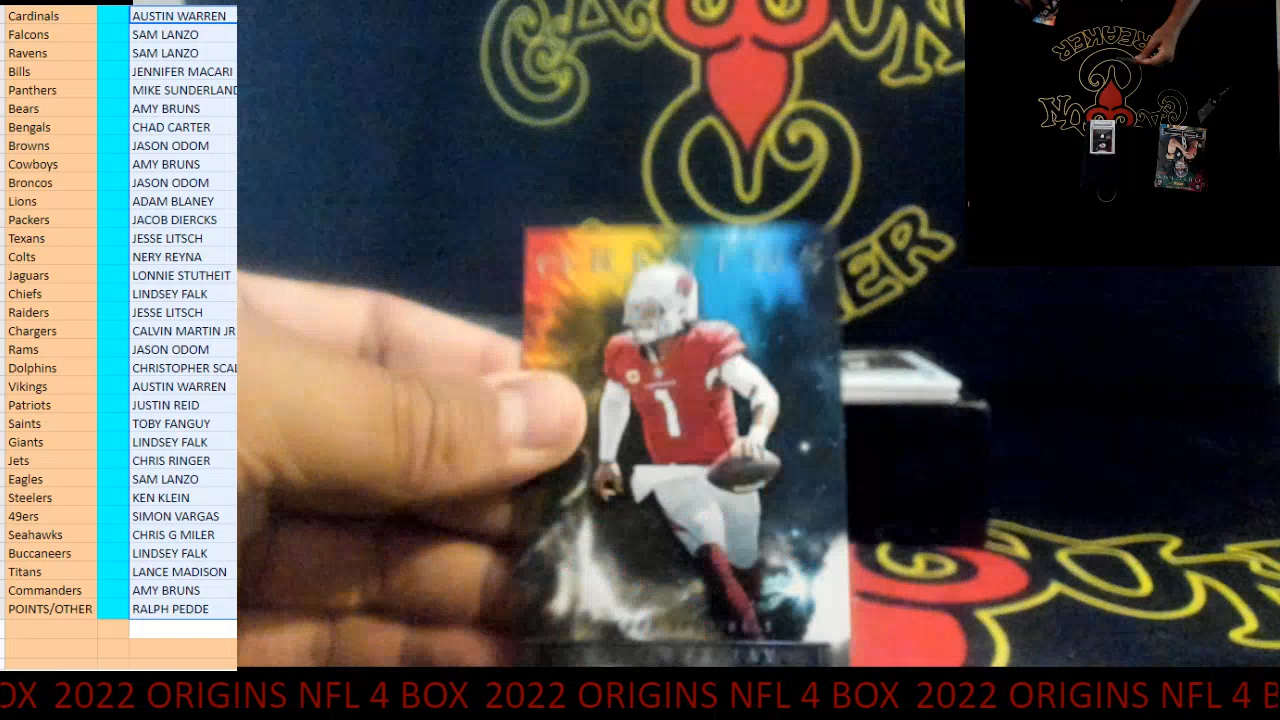 Cardinals AUSTIN WARREN
Falcons SAM LANZO
Ravens SAM LANZO
Bills JENNIFER MACARI
Panthers MIKE SUNDERLAND
Bears AMY BRUNS
Bengals CHAD CARTER
Browns JASON ODOM
Cowboys AMY BRUNS
Broncos JASON ODOM
Lions ADAM BLANEY
Packers JACOB DIERCKS
Texans JESSE LITSCH
Colts NERY REYNA
Jaguars LONNIE STUTHEIT
Chiefs LINDSEY FALK
Raiders JESSE LITSCH
Chargers CALVIN MARTIN JR
Rams JASON ODOM
Dolphins CHRISTOPHER SCAL
Vikings AUSTIN WARREN
Patriots JUSTIN REID
Saints TOBY FANGUY
Giants LINDSEY FALK
Jets CHRIS RINGER
Eagles SAM LANZO
Steelers KEN KLEIN
49ers SIMON VARGAS
Seahawks CHRIS G MILER
Buccaneers LINDSEY FALK
Titans LANCE MADISON
Commanders AMY BRUNS
POINTS/OTHER RALPH PEDDE
1
OX 2022 ORIGINS NFL 4 BOX 2022 ORIGINS NFL 4 BOX 2022 ORIGINS NFL 4 B